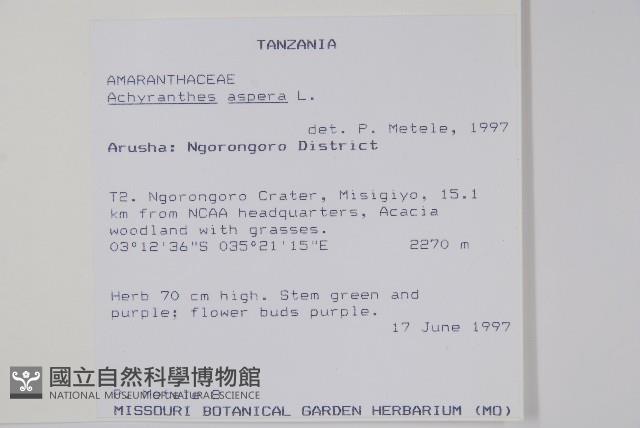 TANZANIA
AMARANTHACEAE
Achyranthes aspera L.
det. P. Metele, 1997
Arusha: Ngorongoro District
T2. Ngorongoro Crater, Misigiyo, 15.1
km from NCAA headquarters, Acacia
woodland with grasses.
03°12'36"S 035°21'15"E 2270 m
Herb 70 cm high. Stem green and
purple; flower buds purple.
17 June 1997
國立自然科學博物館
NATIONAL MUSEUM OF NATURAL SCIENCE
P. Metele 8
MISSOURI BOTANICAL GARDEN HERBARIUM (MO)